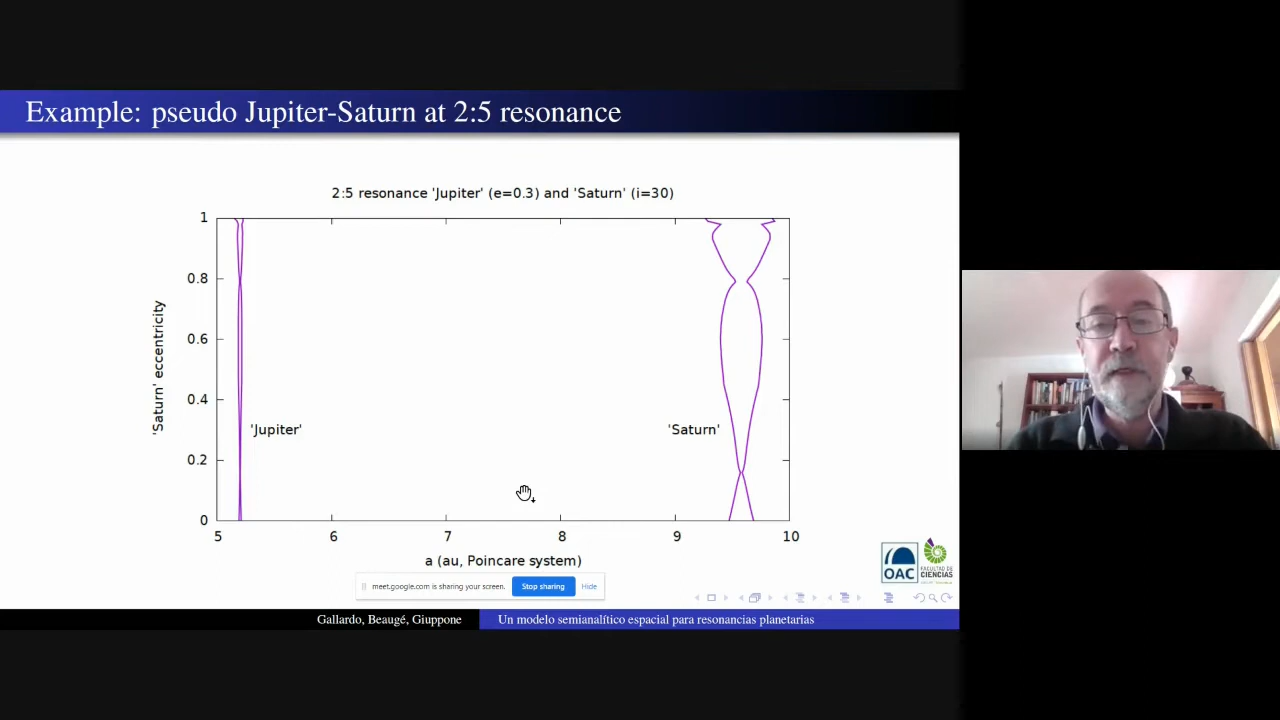 Example: pseudo Jupiter-Saturn at 2:5 resonance
2:5 resonance 'Jupiter' (e=0.3) and 'Saturn' (i=30)
1
0.8
0.6
0.4
0.2
0
'Saturn' eccentricity
'Jupiter'
'Saturn'
5 6 7 8 9 10
a (au, Poincare system)
OAC
FACULTAD DE
CIENCIAS
meet.google.com is sharing your screen.
Stop sharing
Hide
Gallardo, Beaugé, Giuppone
Un modelo semianalítico espacial para resonancias planetarias